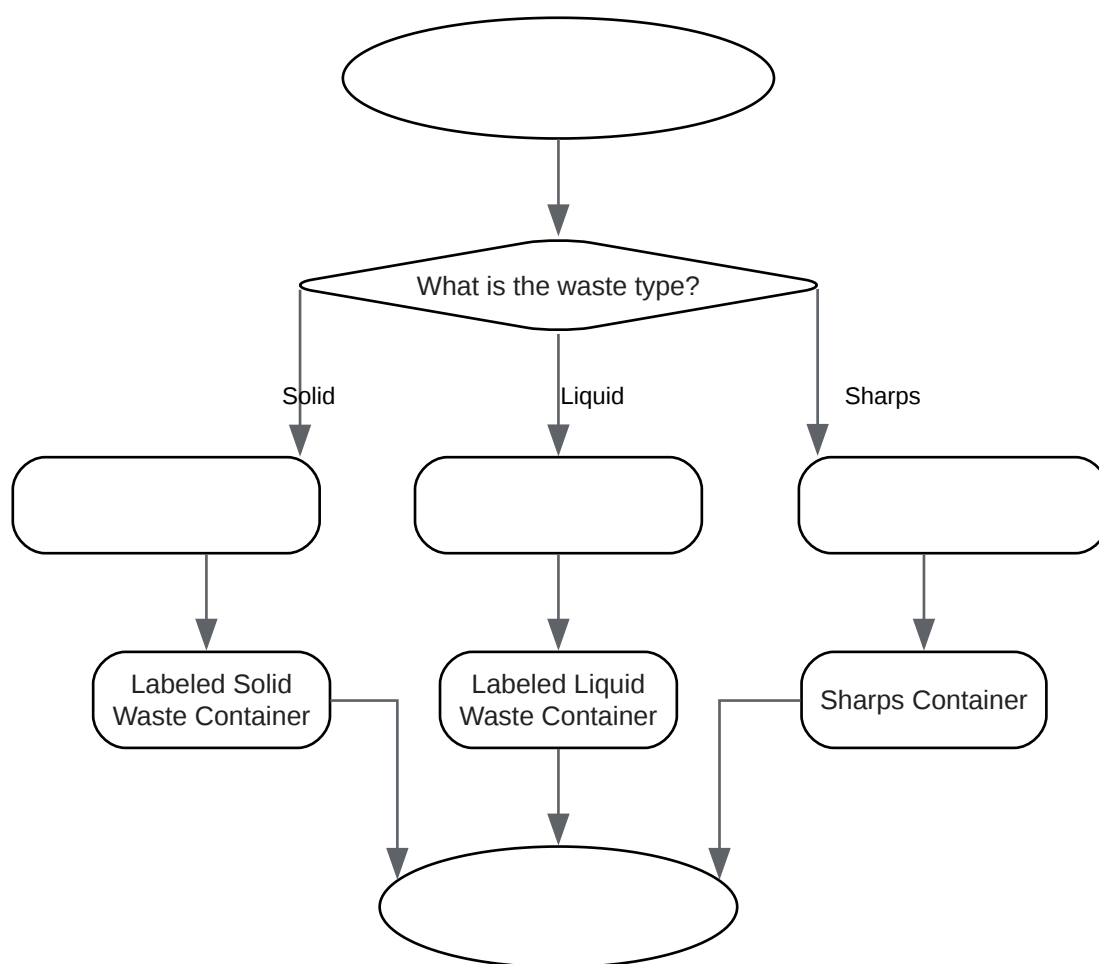 What is the waste type?
Solid
Liquid
Sharps
Labeled Solid
Waste Container
Labeled Liquid
Waste Container
Sharps Container